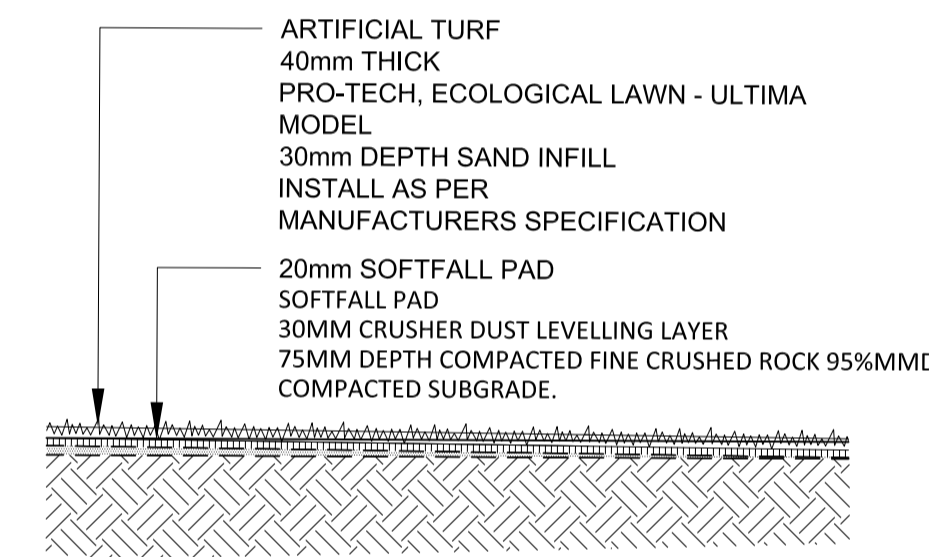 ARTIFICIAL TURF
40mm THICK
PRO-TECH, ECOLOGICAL LAWN - ULTIMA
MODEL
30mm DEPTH SAND INFILL
INSTALL AS PER
MANUFACTURERS SPECIFICATION
20mm SOFTFALL PAD
SOFTFALL PAD
30MM CRUSHER DUST LEVELLING LAYER
75MM DEPTH COMPACTED FINE CRUSHED ROCK 95%MMD
COMPACTED SUBGRADE.